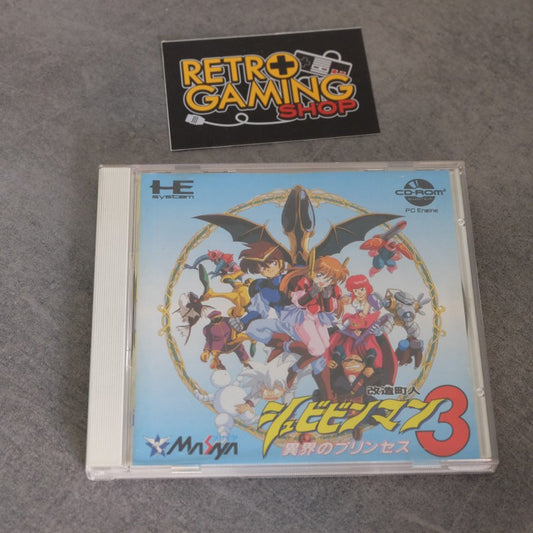 RETRO
GAMING
SHOP
HE
system
CD-ROM²
PC Engine
改造町人
シュビビンマン3
異界のプリンセス
MASAYA